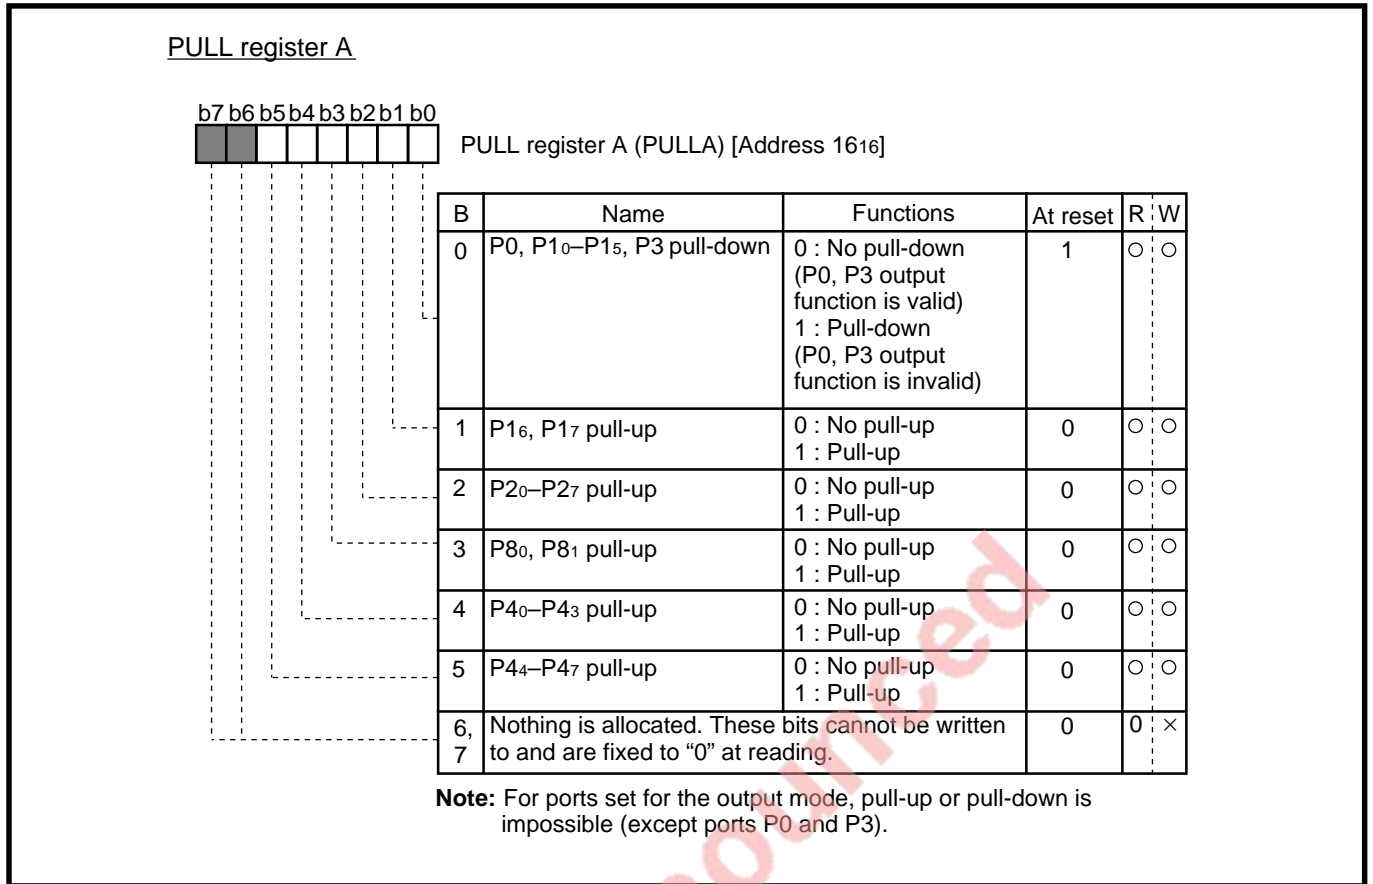 PULL register A
b7 b6 b5 b4 b3 b2 b1 b0
PULL register A (PULLA) [Address 16₁₆]
B Name Functions At reset R W
0 P0, P1₀–P1₅, P3 pull-down 0 : No pull-down 1 ○ ○
(P0, P3 output
function is valid)
1 : Pull-down
(P0, P3 output
function is invalid)
1 P1₆, P1₇ pull-up 0 : No pull-up 0 ○ ○
1 : Pull-up
2 P2₀–P2₇ pull-up 0 : No pull-up 0 ○ ○
1 : Pull-up
3 P8₀, P8₁ pull-up 0 : No pull-up 0 ○ ○
1 : Pull-up
4 P4₀–P4₃ pull-up 0 : No pull-up 0 ○ ○
1 : Pull-up
5 P4₄–P4₇ pull-up 0 : No pull-up 0 ○ ○
1 : Pull-up
6, Nothing is allocated. These bits cannot be written 0 0 ×
7 to and are fixed to “0” at reading.
Note: For ports set for the output mode, pull-up or pull-down is
impossible (except ports P0 and P3).